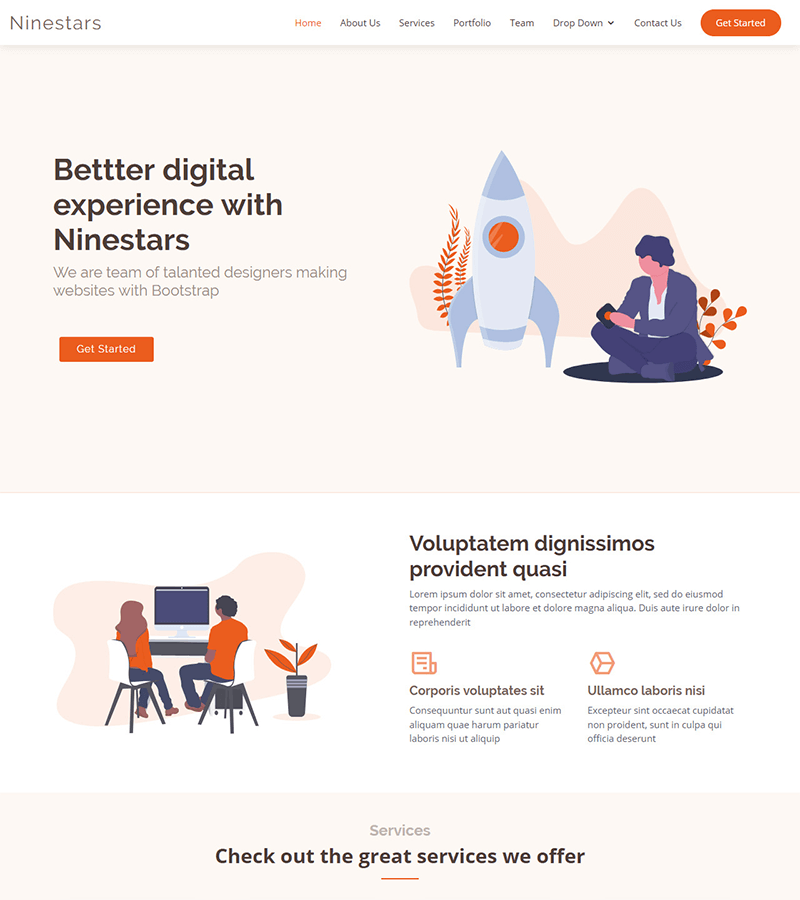 Ninestars
Home About Us Services Portfolio Team Drop Down Contact Us Get Started
Bettter digital
experience with
Ninestars
We are team of talanted designers making
websites with Bootstrap
Get Started
Voluptatem dignissimos
provident quasi
Lorem ipsum dolor sit amet, consectetur adipiscing elit, sed do eiusmod
tempor incididunt ut labore et dolore magna aliqua. Duis aute irure dolor in
reprehenderit
Corporis voluptates sit
Consequuntur sunt aut quasi enim
aliquam quae harum pariatur
laboris nisi ut aliquip
Ullamco laboris nisi
Excepteur sint occaecat cupidatat
non proident, sunt in culpa qui
officia deserunt
Services
Check out the great services we offer